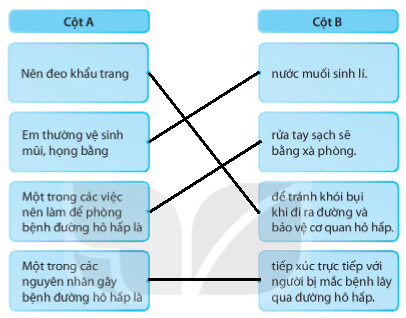 Cột A
Cột B
Nên đeo khẩu trang
nước muối sinh lí.
Em thường vệ sinh
mũi, họng bằng
rửa tay sạch sẽ
bằng xà phòng.
Một trong các việc
nên làm để phòng
bệnh đường hô hấp là
để tránh khói bụi
khi đi ra đường và
bảo vệ cơ quan hô hấp.
Một trong các
nguyên nhân gây
bệnh đường hô hấp là
tiếp xúc trực tiếp với
người bị mắc bệnh lây
qua đường hô hấp.